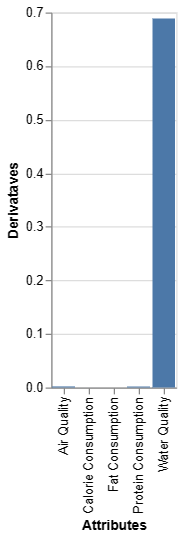 0.7
0.6
0.5
0.4
0.3
0.2
0.1
0.0
Derivataves
Air Quality
Calorie Consumption
Fat Consumption
Protein Consumption
Water Quality
Attributes